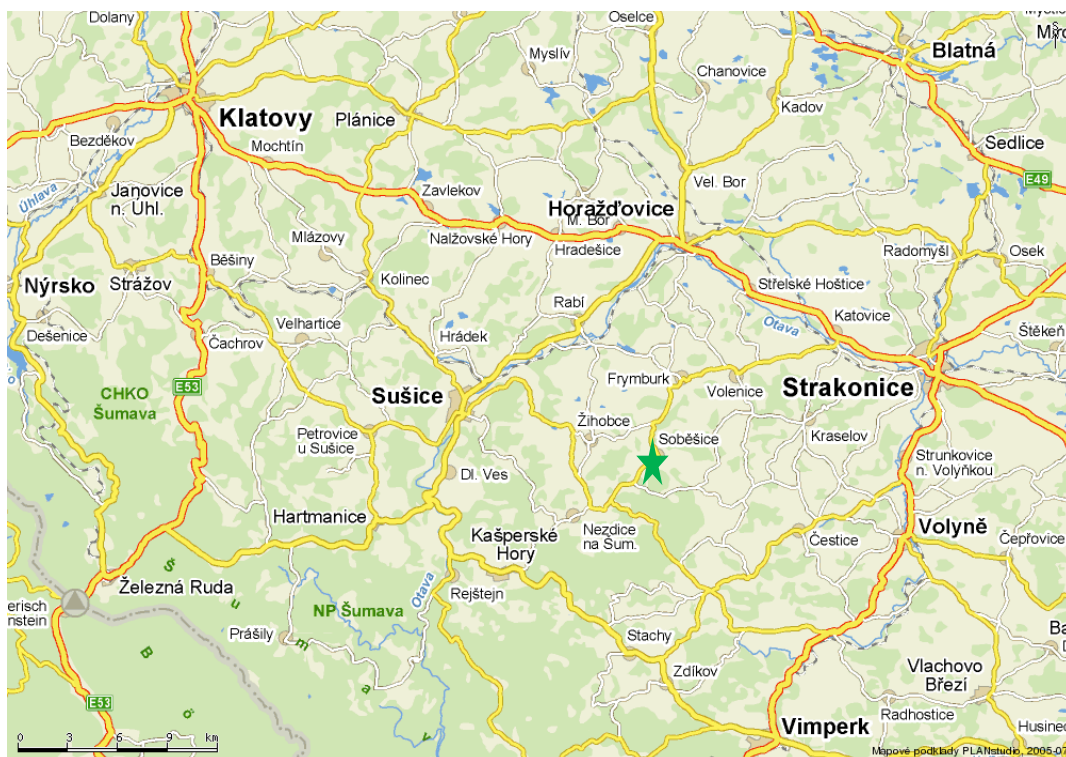 Dolany
Oselce
Myslív
Chanovice
Kadov
Blatná
Klatovy
Plánice
Bezděkov
Mochtín
Sedlice
Úhlava
Janovice
n. Uhl.
Zavlekov
Vel. Bor
E49
Horažďovice
M. Bor
Nalžovské Hory
Hradešice
Mlázovy
Radomyšl
Osek
Nýrsko
Strážov
Běšiny
Kolinec
Střelské Hoštice
Dešenice
Velhartice
Rabí
Otava
Katovice
Štěkeň
Čachrov
Hrádek
CHKO
Šumava
E53
Sušice
Frymburk
Volenice
Strakonice
Petrovice
u Sušice
Žihobce
Soběšice
Kraselov
Dl. Ves
Strunkovice
n. Volyňkou
Hartmanice
Kašperské
Hory
Nezdice
na Šum.
Čestice
Volyně
Čepřovice
Železná Ruda
Š u m a v
NP Šumava
Otava
Rejštejn
erisch
nstein
Prášily
B
Stachy
Zdíkov
Vlachovo
Březí
E53
Radhostice
Vimperk
Husinec
0 3 6 9 km
Mapové podklady PLANstudio, 2005-07